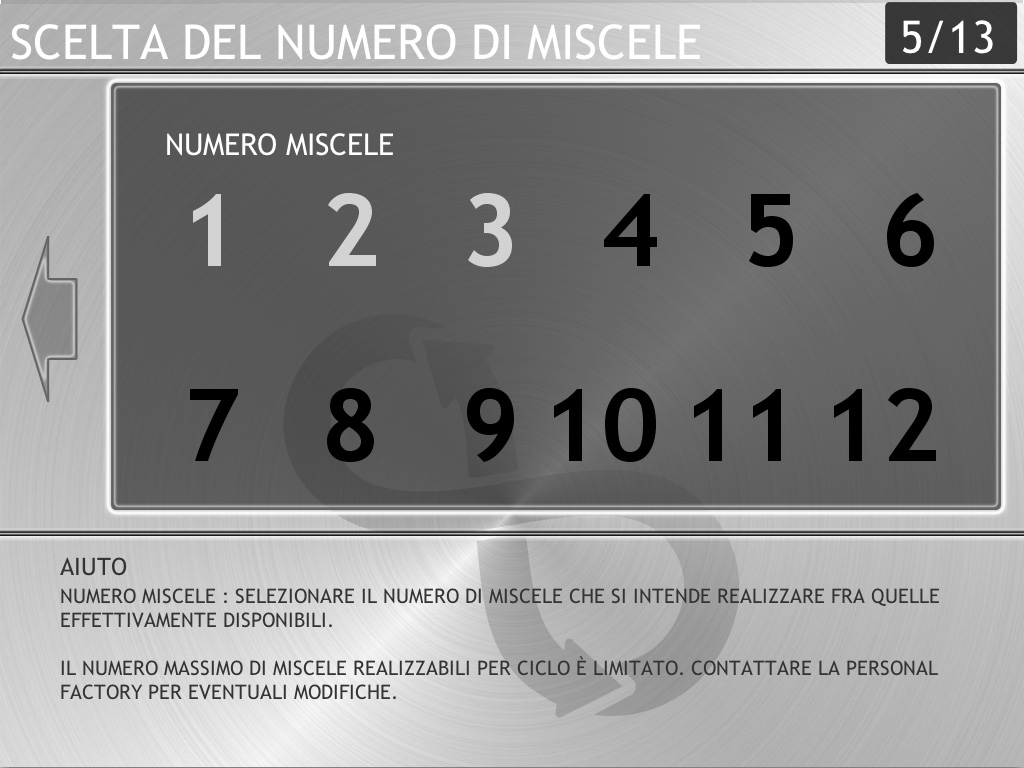 SCELTA DEL NUMERO DI MISCELE
5/13
NUMERO MISCELE
1 2 3 4 5 6
7 8 9 10 11 12
AIUTO
NUMERO MISCELE : SELEZIONARE IL NUMERO DI MISCELE CHE SI INTENDE REALIZZARE FRA QUELLE
EFFETTIVAMENTE DISPONIBILI.
IL NUMERO MASSIMO DI MISCELE REALIZZABILI PER CICLO È LIMITATO. CONTATTARE LA PERSONAL
FACTORY PER EVENTUALI MODIFICHE.